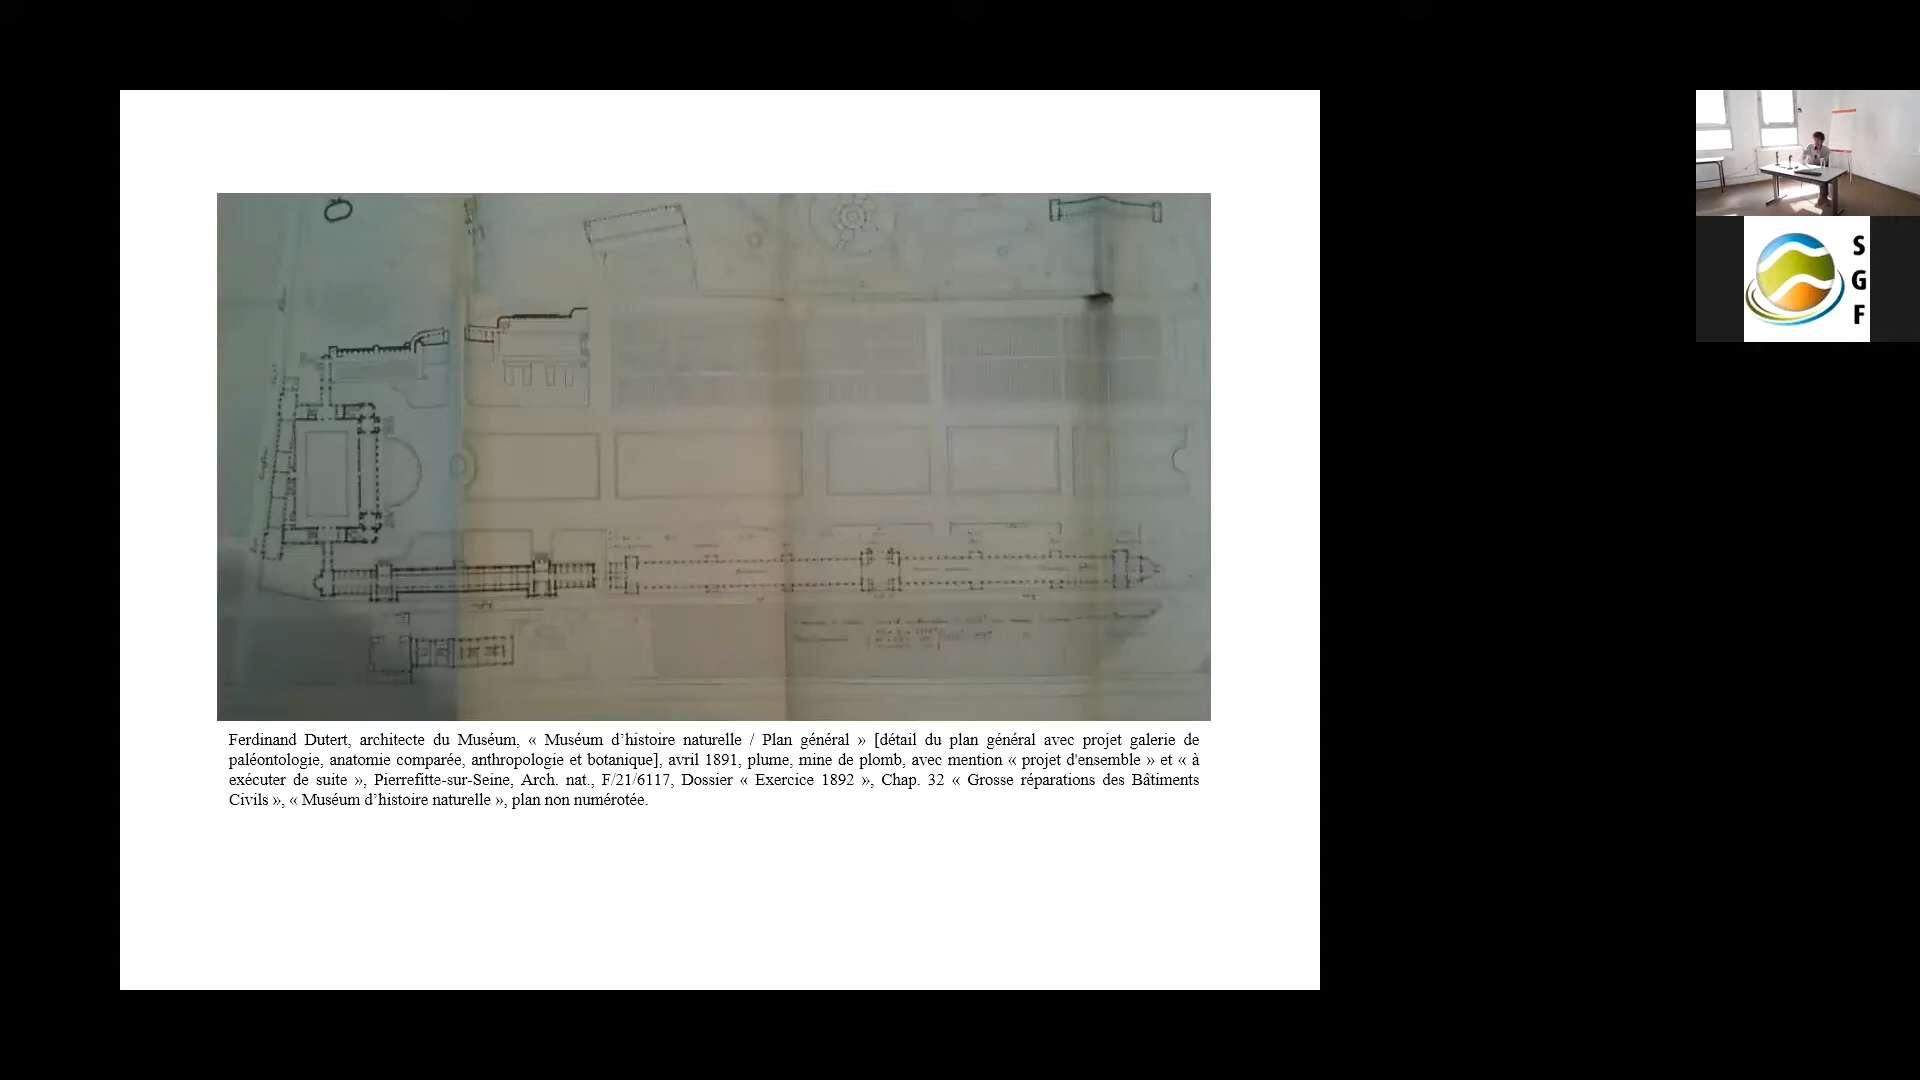 Ferdinand Dutert, architecte du Muséum, « Muséum d’histoire naturelle / Plan général » [détail du plan général avec projet galerie de
paléontologie, anatomie comparée, anthropologie et botanique], avril 1891, plume, mine de plomb, avec mention « projet d'ensemble » et « à
exécuter de suite », Pierrefitte-sur-Seine, Arch. nat., F/21/6117, Dossier « Exercice 1892 », Chap. 32 « Grosse réparations des Bâtiments
Civils », « Muséum d’histoire naturelle », plan non numérotée.
S
G
F